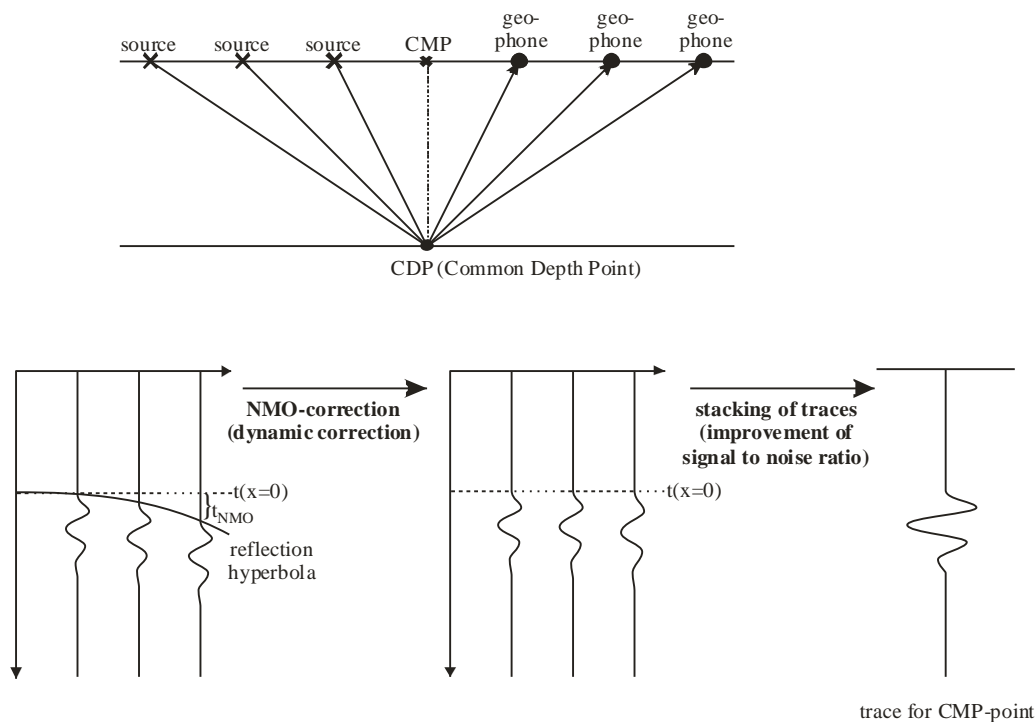 source
source
source
CMP
geo-
phone
geo-
phone
geo-
phone
CDP (Common Depth Point)
NMO-correction
(dynamic correction)
stacking of traces
(improvement of
signal to noise ratio)
t(x=0)
t(x=0)
}tNMO
reflection
hyperbola
trace for CMP-point